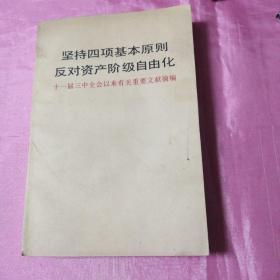 坚持四项基本原则
反对资产阶级自由化
十一届三中全会以来有关重要文献摘编